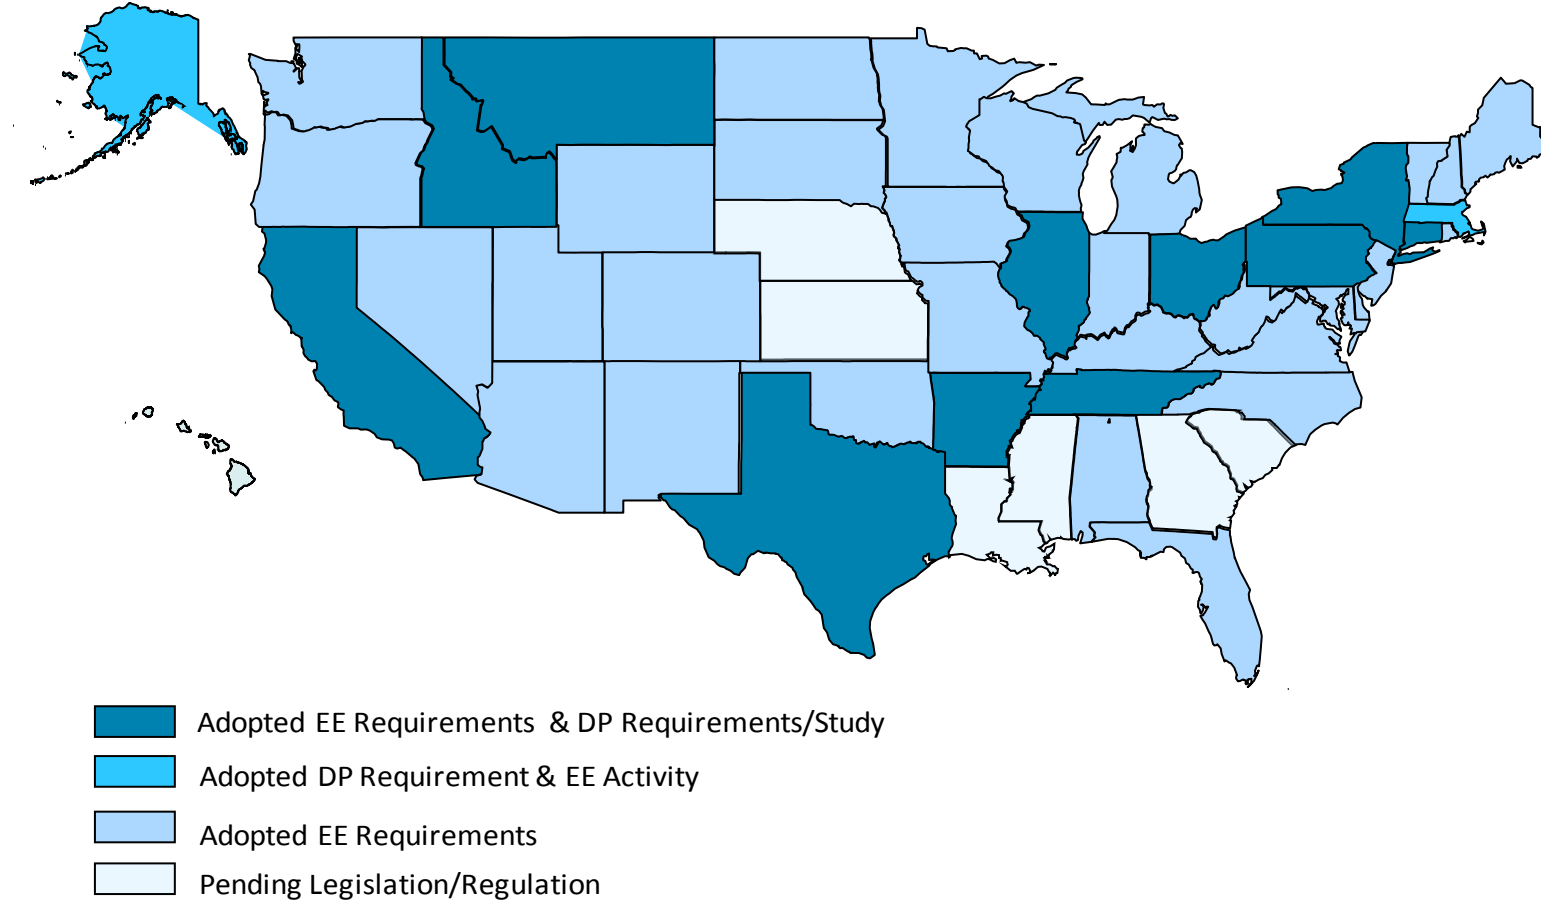 Adopted EE Requirements & DP Requirements/Study
Adopted DP Requirement & EE Activity
Adopted EE Requirements
Pending Legislation/Regulation